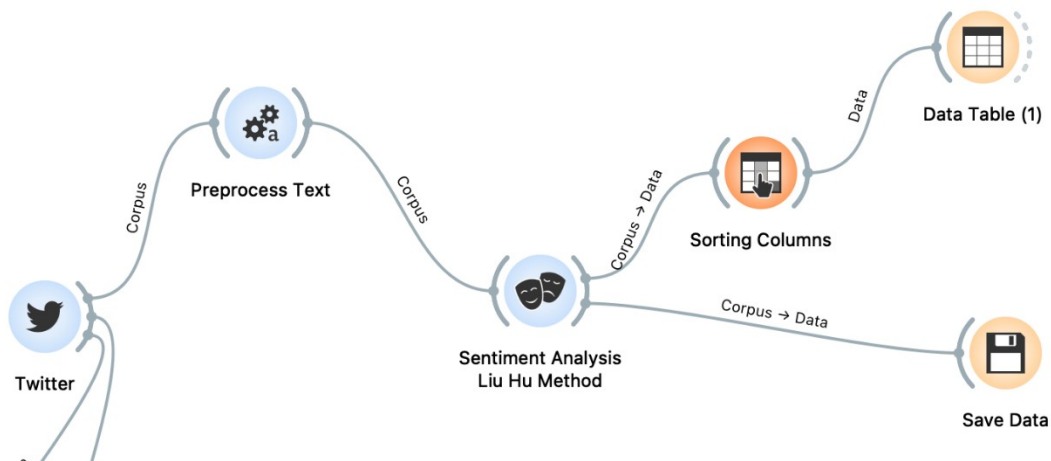 Data Table (1)
Data
Preprocess Text
Corpus
Corpus
Corpus → Data
Sorting Columns
Corpus → Data
Sentiment Analysis
Liu Hu Method
Twitter
Save Data
a